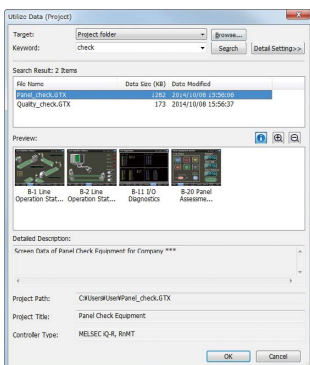 Utilize Data (Project)
Target: Project folder Browse...
Keyword: check Search Detail Setting>>
Search Result: 2 Items
File Name Data Size (KB) Date Modified
Panel_check.GTX 1282 2014/10/08 15:56:06
Quality_check.GTX 173 2014/10/08 15:56:37
Preview:
B-1 Line Operation Stat...
B-2 Line Operation Stat...
B-11 I/O Diagnostics
B-20 Panel Assessme...
Detailed Description:
Screen Data of Panel Check Equipment for Company ***
Project Path: C:¥Users¥User¥Panel_check.GTX
Project Title: Panel Check Equipment
Controller Type: MELSEC iQ-R, RnMT
OK Cancel